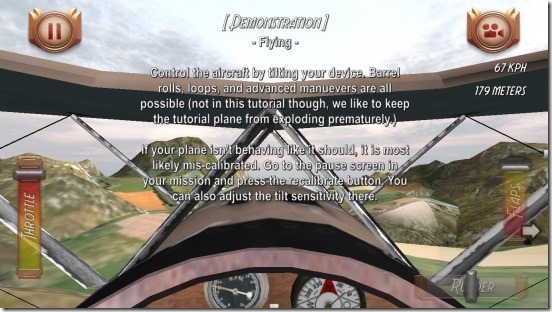 [ Demonstration ]
- Flying -
67 KPH
179 METERS
Control the aircraft by tilting your device. Barrel
rolls, loops, and advanced manuevers are all
possible (not in this tutorial though, we like to keep
the tutorial plane from exploding prematurely.)
If your plane isn't behaving like it should, it is most
likely mis-calibrated. Go to the pause screen in
your mission and press the recalibrate button. You
can also adjust the tilt sensitivity there.
Throttle
Flaps
Rudder